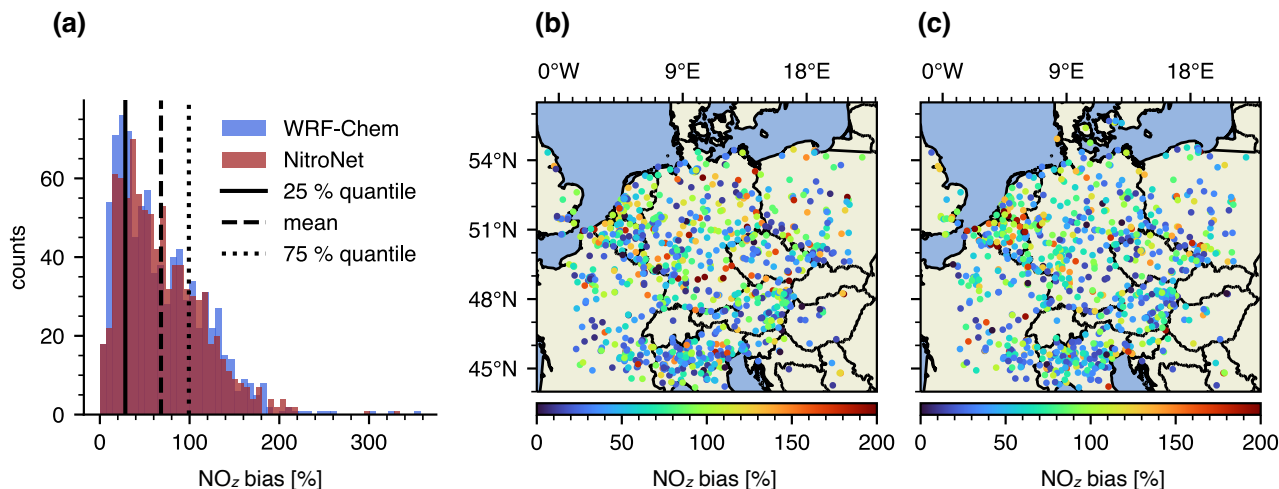 (a)
counts
60
40
20
0
0
100
200
300
NOz bias [%]
WRF-Chem
NitroNet
25 % quantile
mean
75 % quantile
(b)
0°W
9°E
18°E
54°N
51°N
48°N
45°N
0
50
100
150
200
NOz bias [%]
(c)
0°W
9°E
18°E
0
50
100
150
200
NOz bias [%]